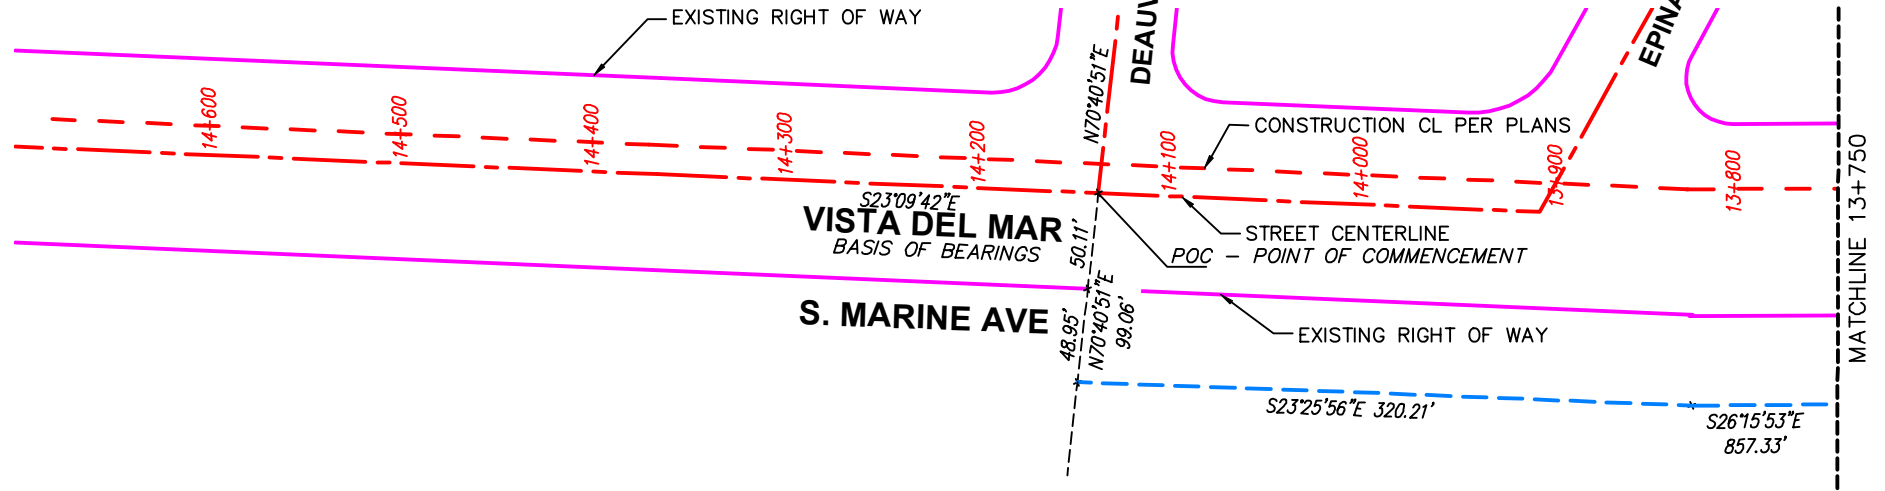 EXISTING RIGHT OF WAY
DEAUV
EPINA
N70°40'51"E
14+600
14+500
14+400
14+300
14+200
14+100
14+000
13+900
13+800
CONSTRUCTION CL PER PLANS
MATCHLINE 13+750
S23°09'42"E
VISTA DEL MAR
BASIS OF BEARINGS
50.11'
STREET CENTERLINE
POC - POINT OF COMMENCEMENT
S. MARINE AVE
48.95'
N70°40'51"E
99.06'
EXISTING RIGHT OF WAY
S23°25'56"E 320.21'
S26°15'53"E
857.33'